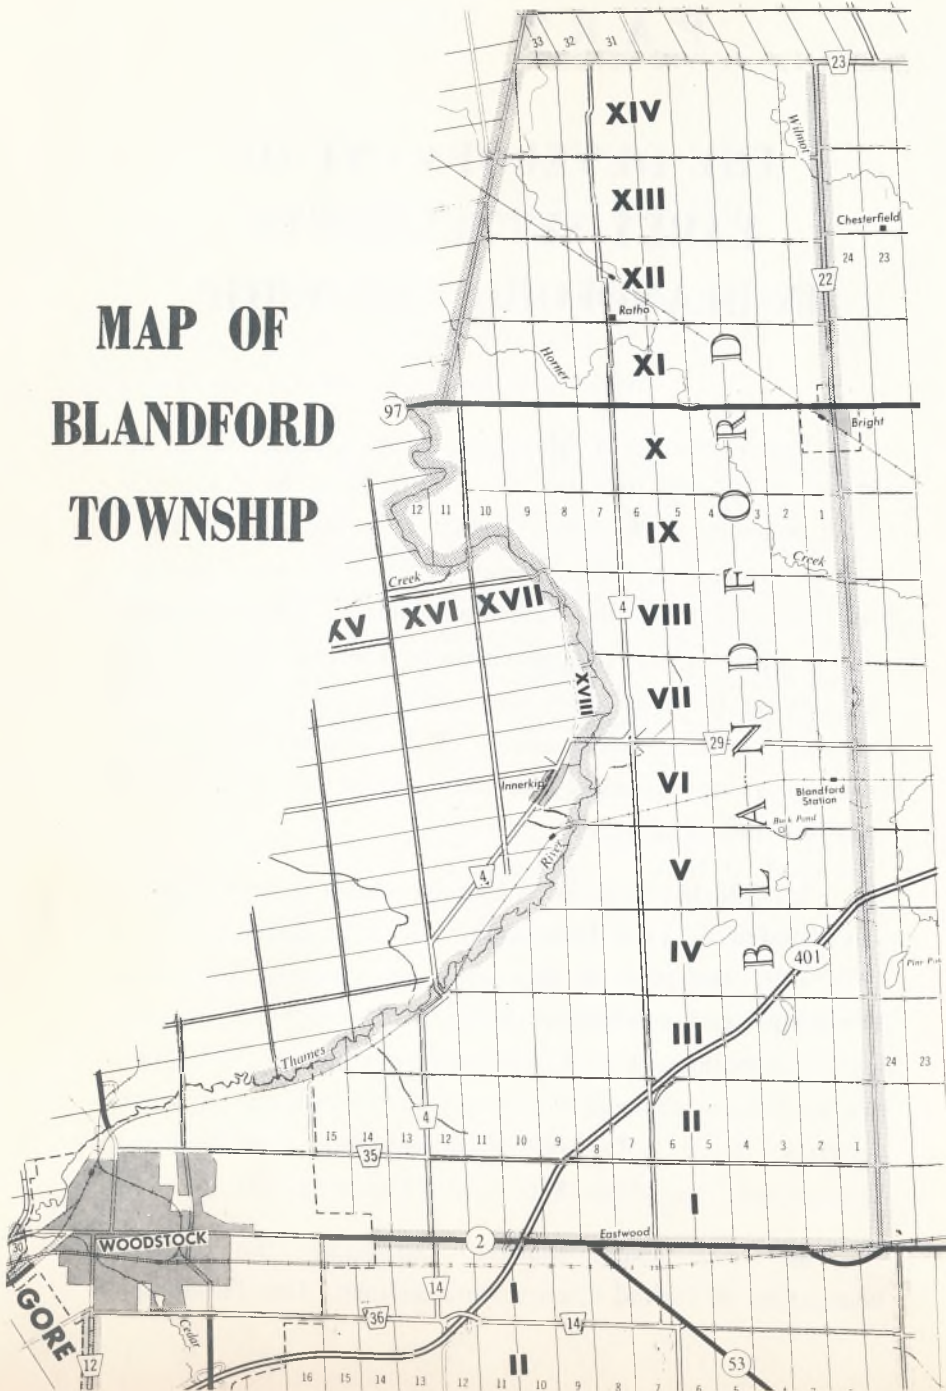 MAP OF
BLANDFORD
TOWNSHIP
33 32 31
23
XIV
Wilmot
XIII
Chesterfield
24 23
XII
22
Ratho
Horner
XI
97
Bright
X
12 11 10 9 8 7 6 5 4 3 2 1
IX
Creek
Creek
XV XVI XVII
4
VIII
XVIII
VII
29
Innerkip
VI
Blandford
Station
Pond
V
4
River
BLANDFORD
IV
401
Pine
III
Thames
24 23
4
II
15 14 13 12 11 10 9 8 7 6 5 4 3 2 1
35
I
WOODSTOCK
2
Eastwood
30
GORE
14
I
36
14
Cedar
12
53
II
16 15 14 13 12 11 10 9 8 7 6